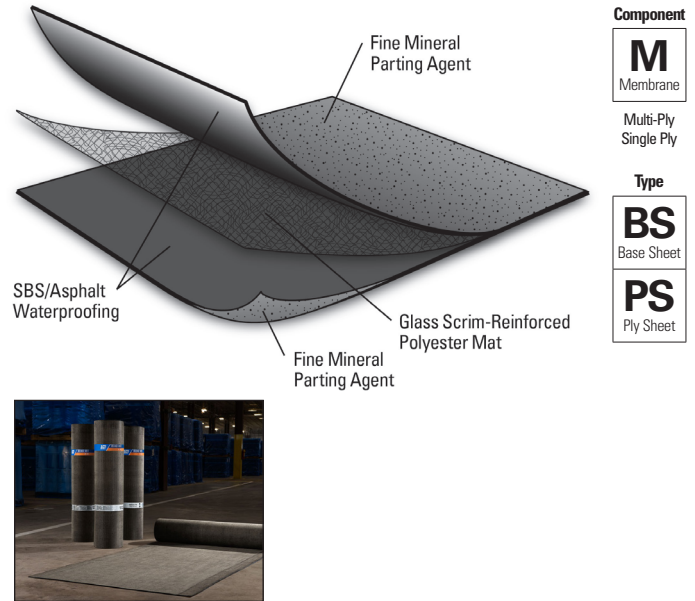 Component
M
Membrane
Multi-Ply
Single Ply
Type
BS
Base Sheet
PS
Ply Sheet
Fine Mineral
Parting Agent
SBS/Asphalt
Waterproofing
Glass Scrim-Reinforced
Polyester Mat
Fine Mineral
Parting Agent